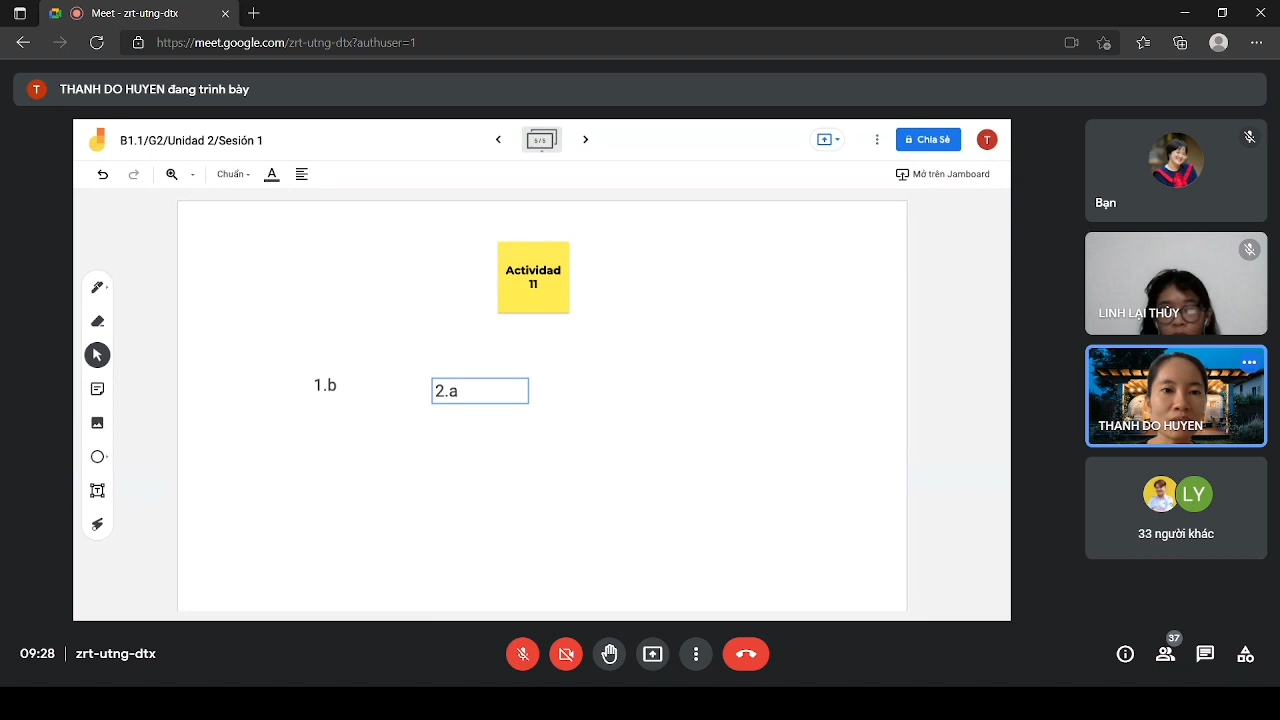 Meet - zrt-utng-dtx
https://meet.google.com/zrt-utng-dtx?authuser=1
T THANH DO HUYEN đang trình bày
B1.1/G2/Unidad 2/Sesión 1
5/5
Chia Sẻ
T
Chuẩn
A
Mở trên Jamboard
Actividad
11
1.b
2.a
T
Bạn
LINH LẠI THÙY
THANH DO HUYEN
LY
33 người khác
09:28 | zrt-utng-dtx
37